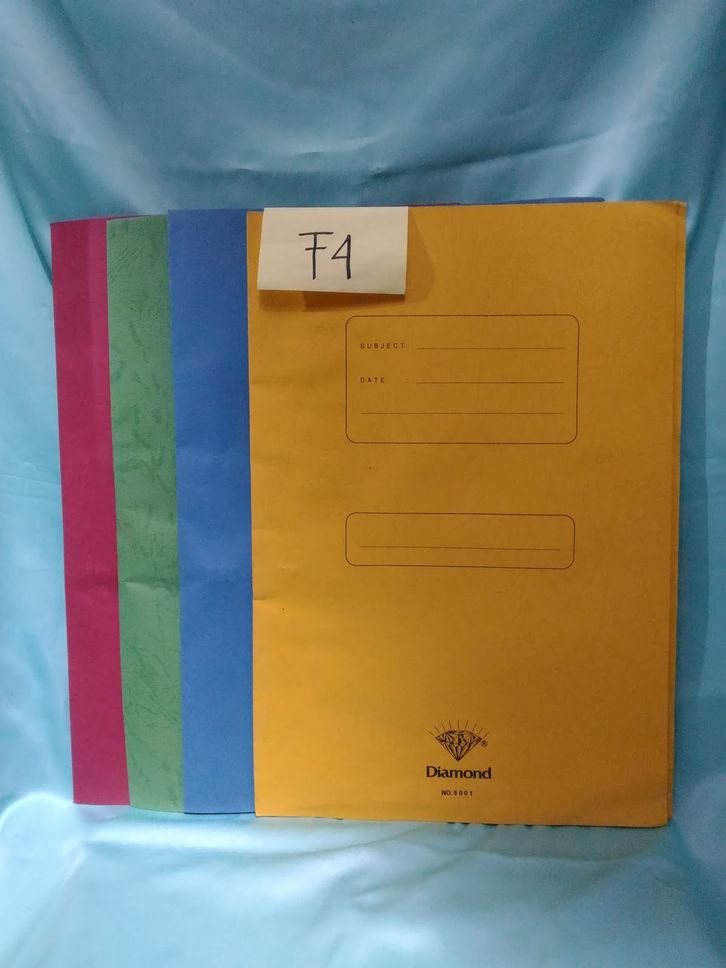 F4
SUBJECT :
DATE :
®
Diamond
NO. 5001